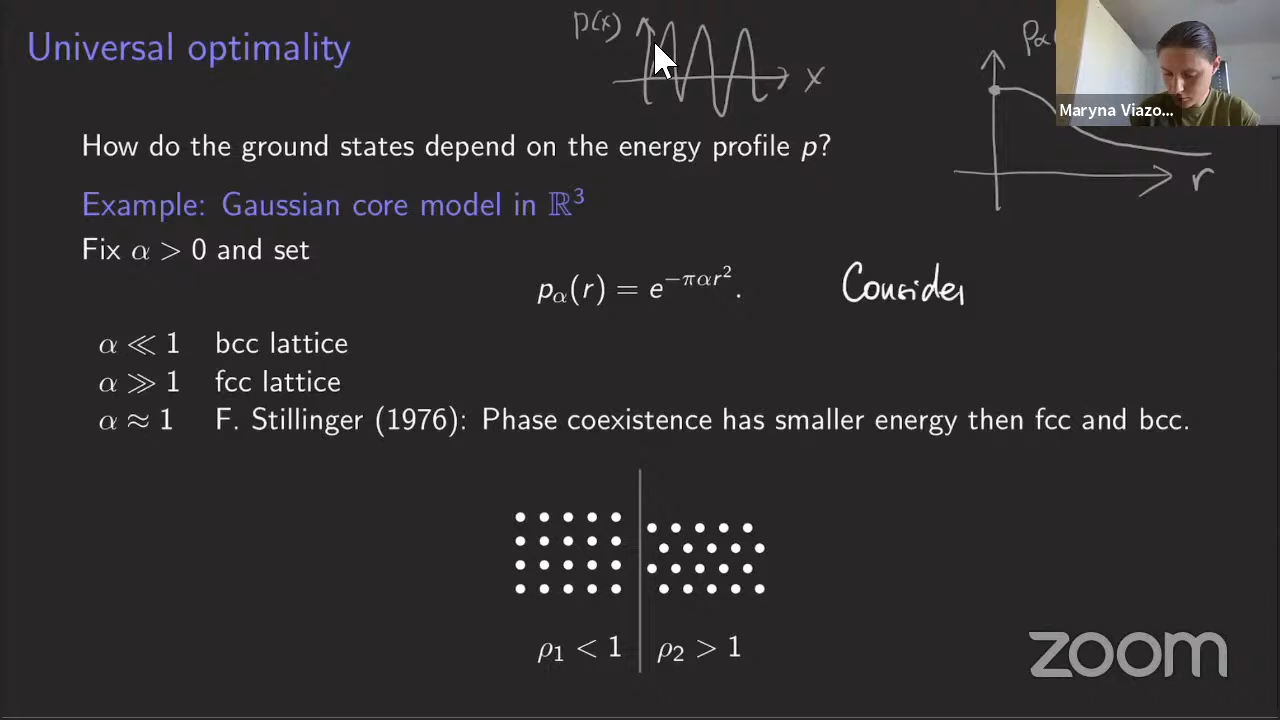 Universal optimality
p(x)
x
How do the ground states depend on the energy profile p?
Example: Gaussian core model in ℝ³
Fix α > 0 and set
p_α(r) = e^{−παr²}.
Consider
α ≪ 1 bcc lattice
α ≫ 1 fcc lattice
α ≈ 1 F. Stillinger (1976): Phase coexistence has smaller energy then fcc and bcc.
ρ₁ < 1
ρ₂ > 1
p_α(
r
Maryna Viazo...
zoom